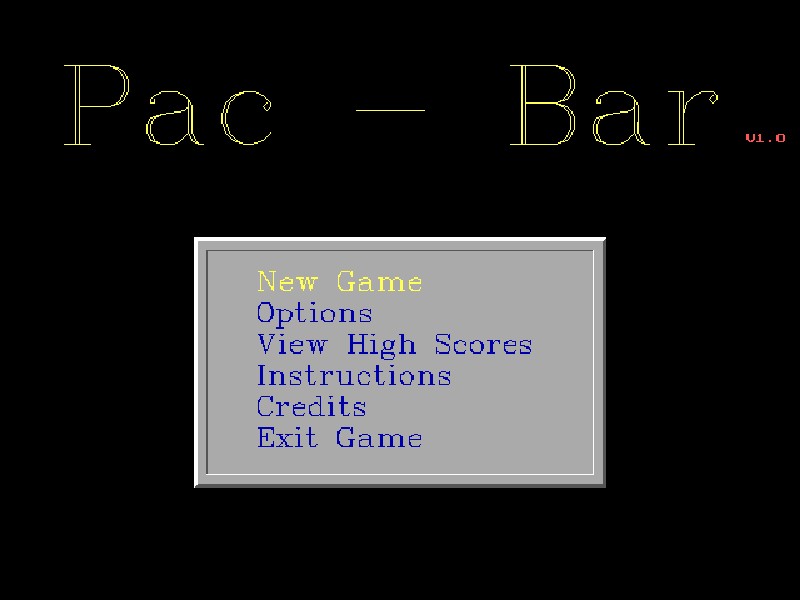 Pac - Bar V1.0
New Game
Options
View High Scores
Instructions
Credits
Exit Game